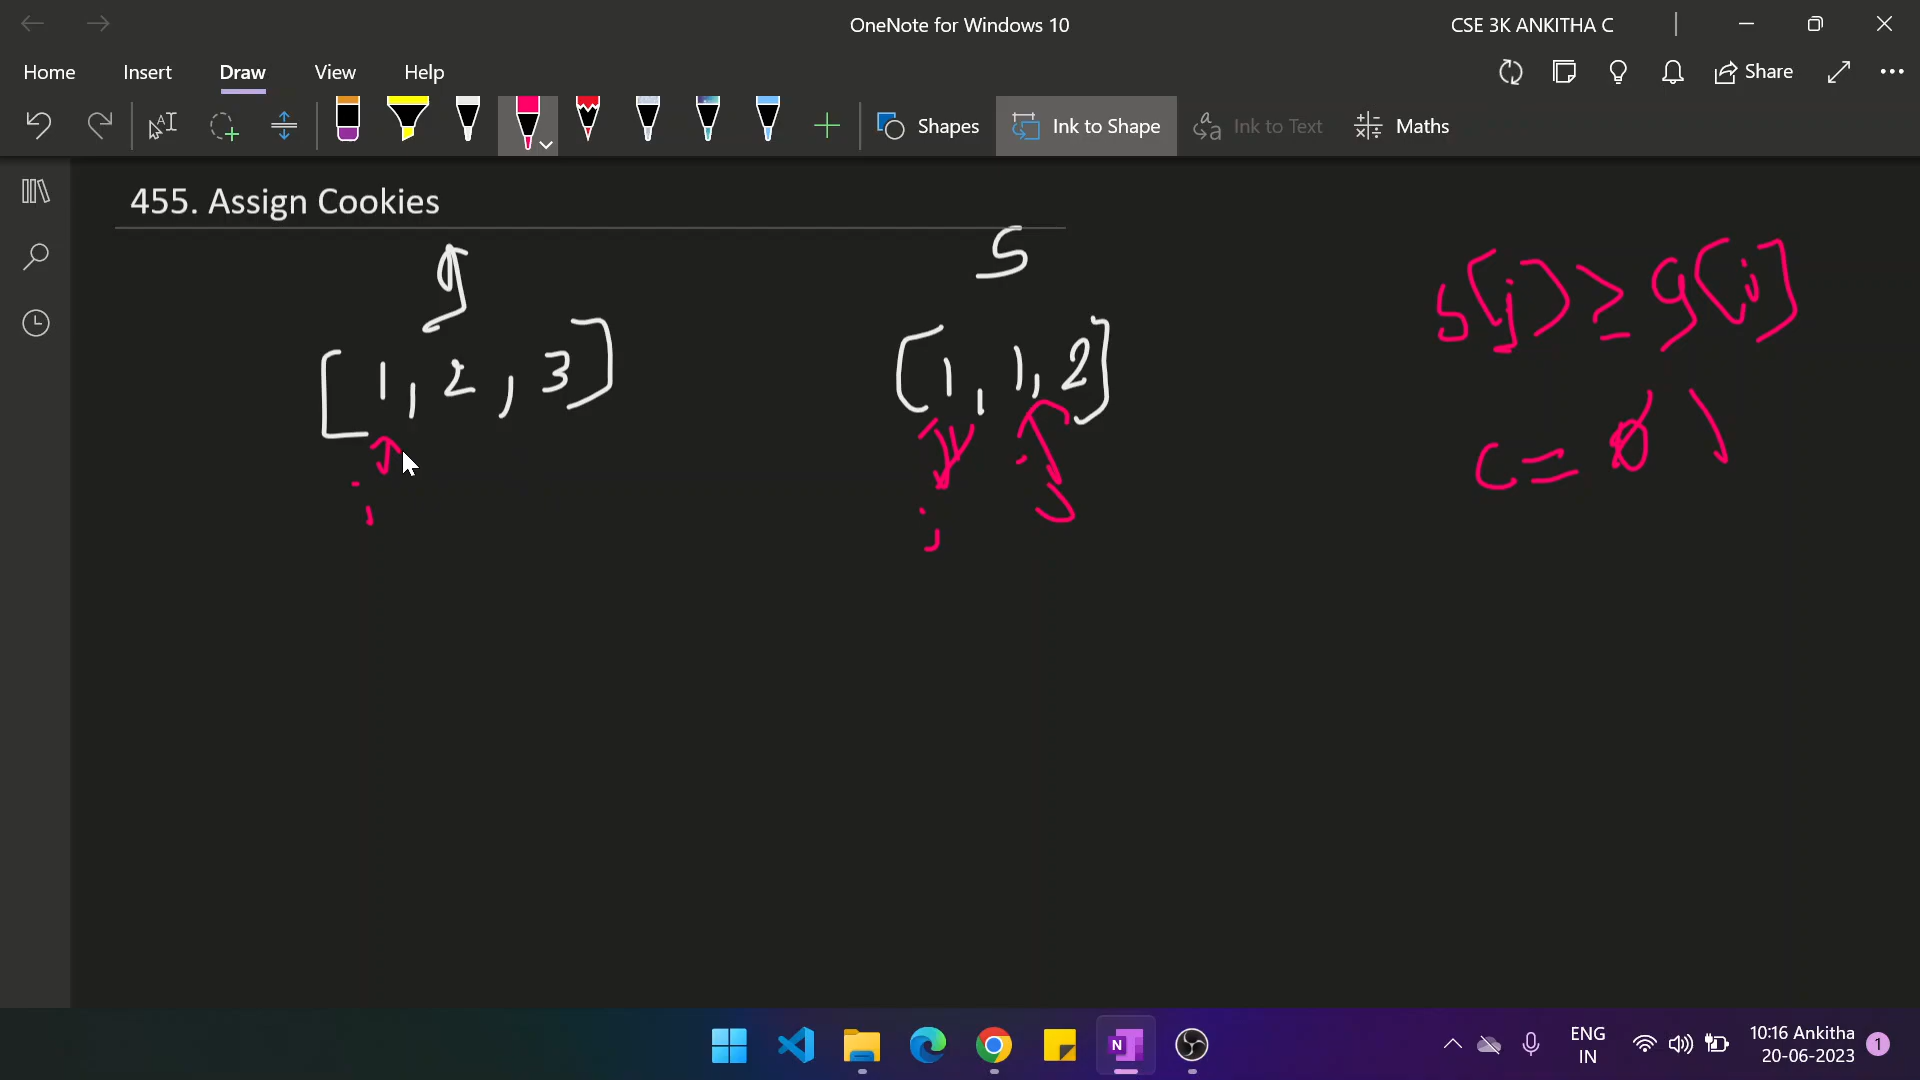 OneNote for Windows 10
CSE 3K ANKITHA C
Home Insert Draw View Help
Share
Shapes Ink to Shape Ink to Text Maths
455. Assign Cookies
g
s
[1, 2, 3]
[1, 1, 2]
s[j] ≥ g[i]
c = 0 1
i
j
j
ENG
IN
10:16 Ankitha
20-06-2023
1